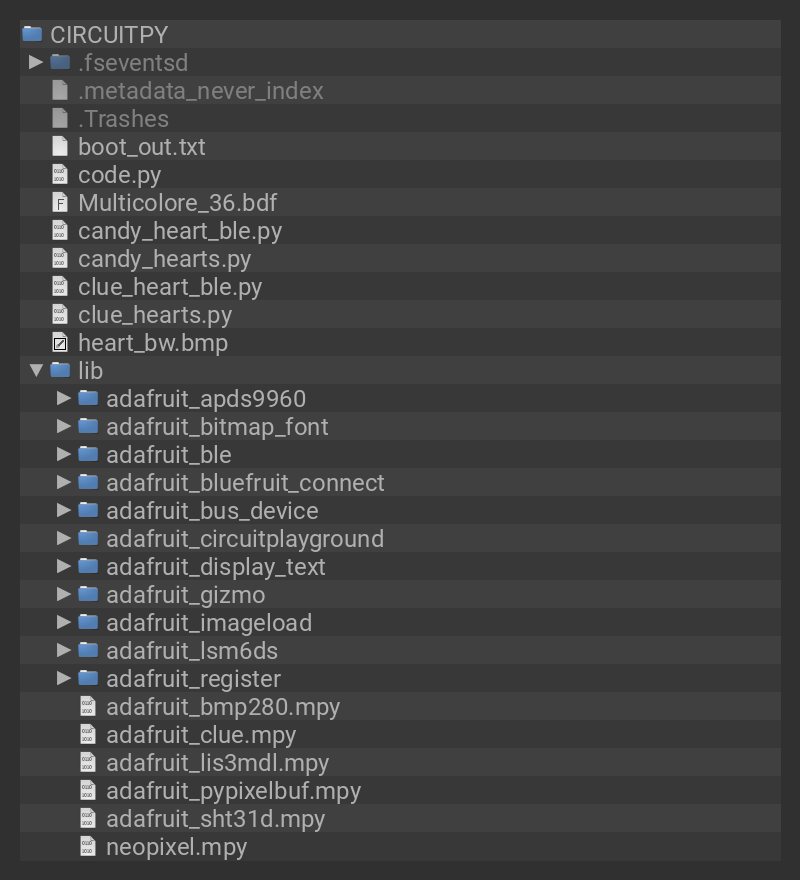 CIRCUITPY
.fseventsd
.metadata_never_index
.Trashes
boot_out.txt
code.py
Multicolore_36.bdf
candy_heart_ble.py
candy_hearts.py
clue_heart_ble.py
clue_hearts.py
heart_bw.bmp
lib
adafruit_apds9960
adafruit_bitmap_font
adafruit_ble
adafruit_bluefruit_connect
adafruit_bus_device
adafruit_circuitplayground
adafruit_display_text
adafruit_gizmo
adafruit_imageload
adafruit_lsm6ds
adafruit_register
adafruit_bmp280.mpy
adafruit_clue.mpy
adafruit_lis3mdl.mpy
adafruit_pypixelbuf.mpy
adafruit_sht31d.mpy
neopixel.mpy